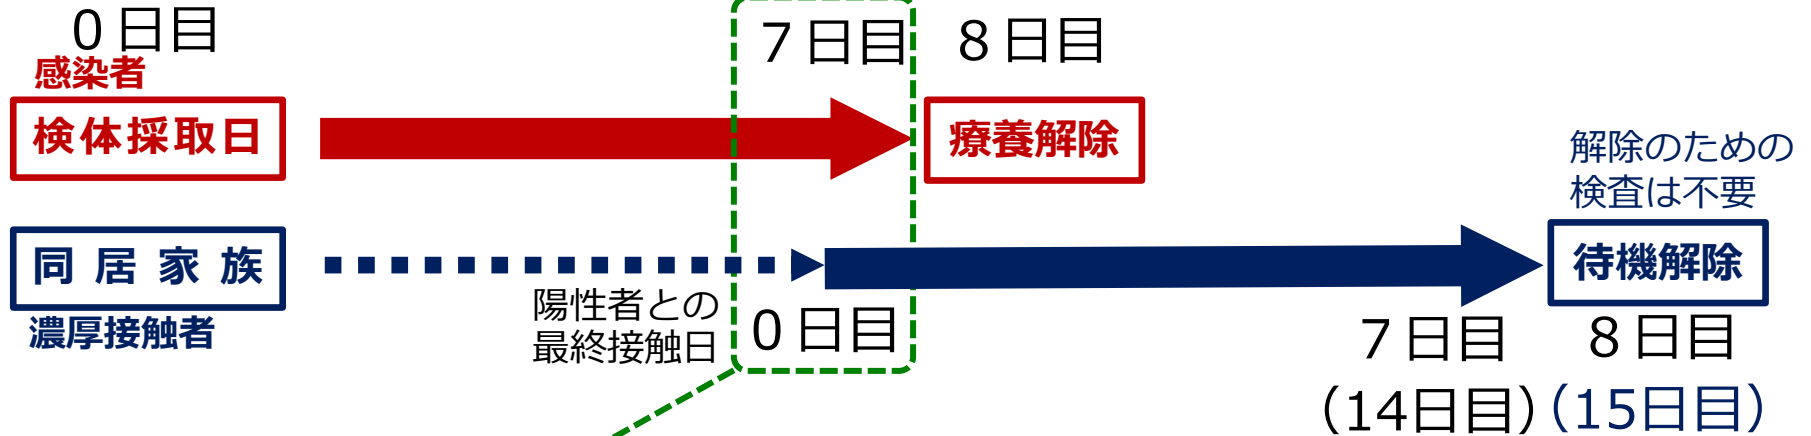 ０日目
７日目
８日目
感染者
検体採取日
療養解除
解除のための
検査は不要
同居家族
待機解除
濃厚接触者
陽性者との
最終接触日
０日目
７日目
８日目
（14日目）
（15日目）